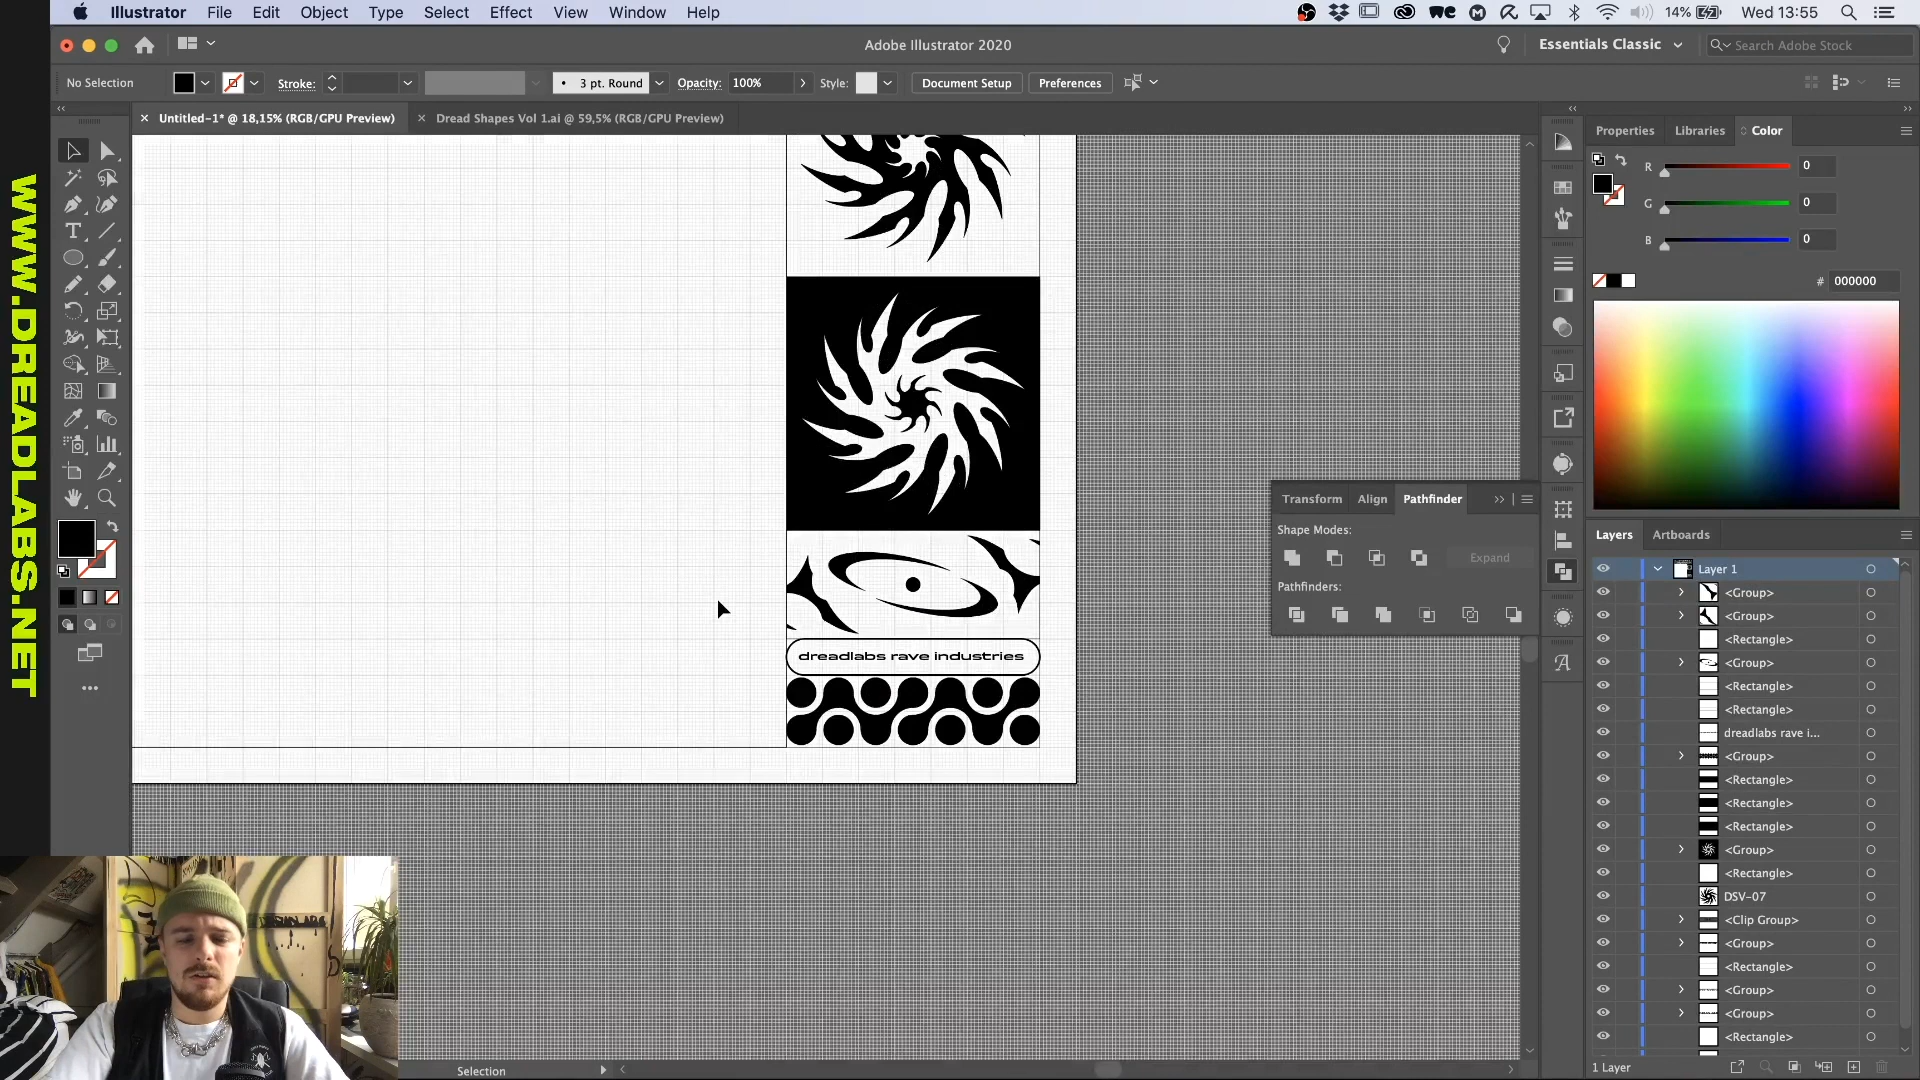 Illustrator File Edit Object Type Select Effect View Window Help
14% Wed 13:55
Adobe Illustrator 2020
Essentials Classic
Search Adobe Stock
No Selection
Stroke:
3 pt. Round
Opacity: 100%
Style:
Document Setup
Preferences
Untitled-1* @ 18,15% (RGB/GPU Preview)
Dread Shapes Vol 1.ai @ 59,5% (RGB/GPU Preview)
Properties Libraries Color
R 0
G 0
B 0
# 000000
WWW.DREADLABS.NET
dreadlabs rave industries
Transform Align Pathfinder
Shape Modes:
Expand
Pathfinders:
Layers Artboards
Layer 1
<Group>
<Group>
<Rectangle>
<Group>
<Rectangle>
<Rectangle>
dreadlabs rave i...
<Group>
<Rectangle>
<Rectangle>
<Rectangle>
<Group>
<Rectangle>
DSV-07
<Clip Group>
<Group>
<Rectangle>
<Group>
<Group>
<Rectangle>
1 Layer
Selection